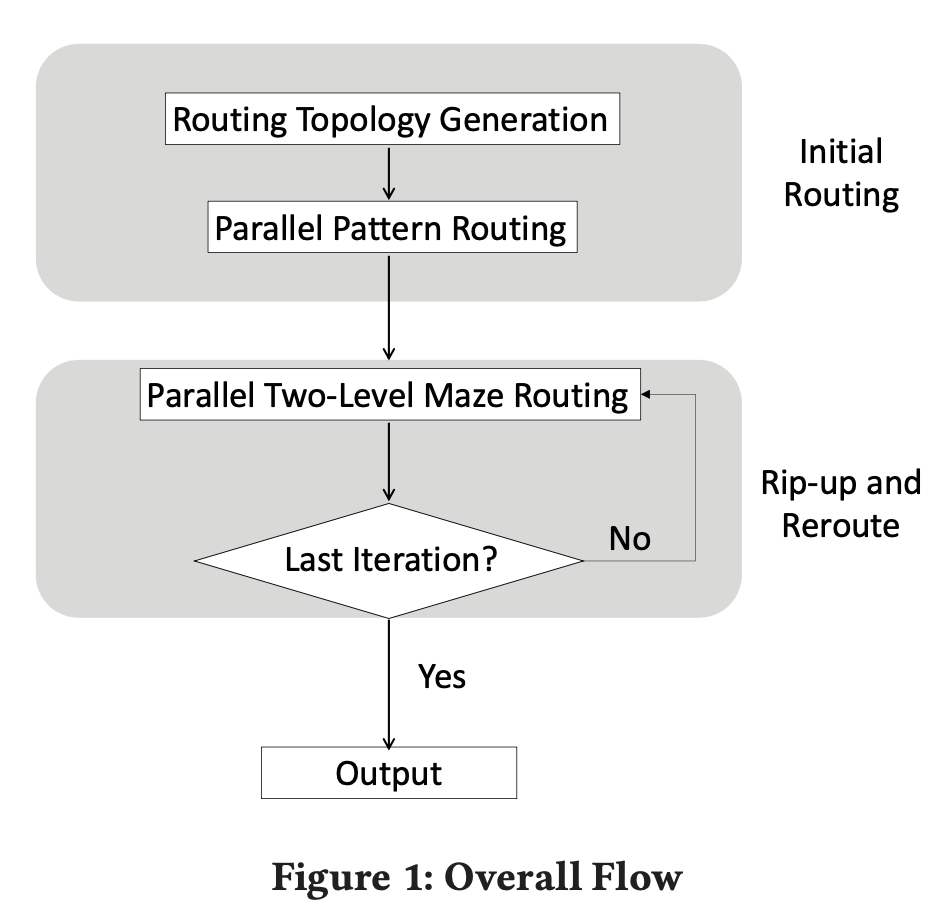 Routing Topology Generation
Initial
Routing
Parallel Pattern Routing
Parallel Two-Level Maze Routing
Rip-up and
Reroute
Last Iteration?
No
Yes
Output
Figure 1: Overall Flow